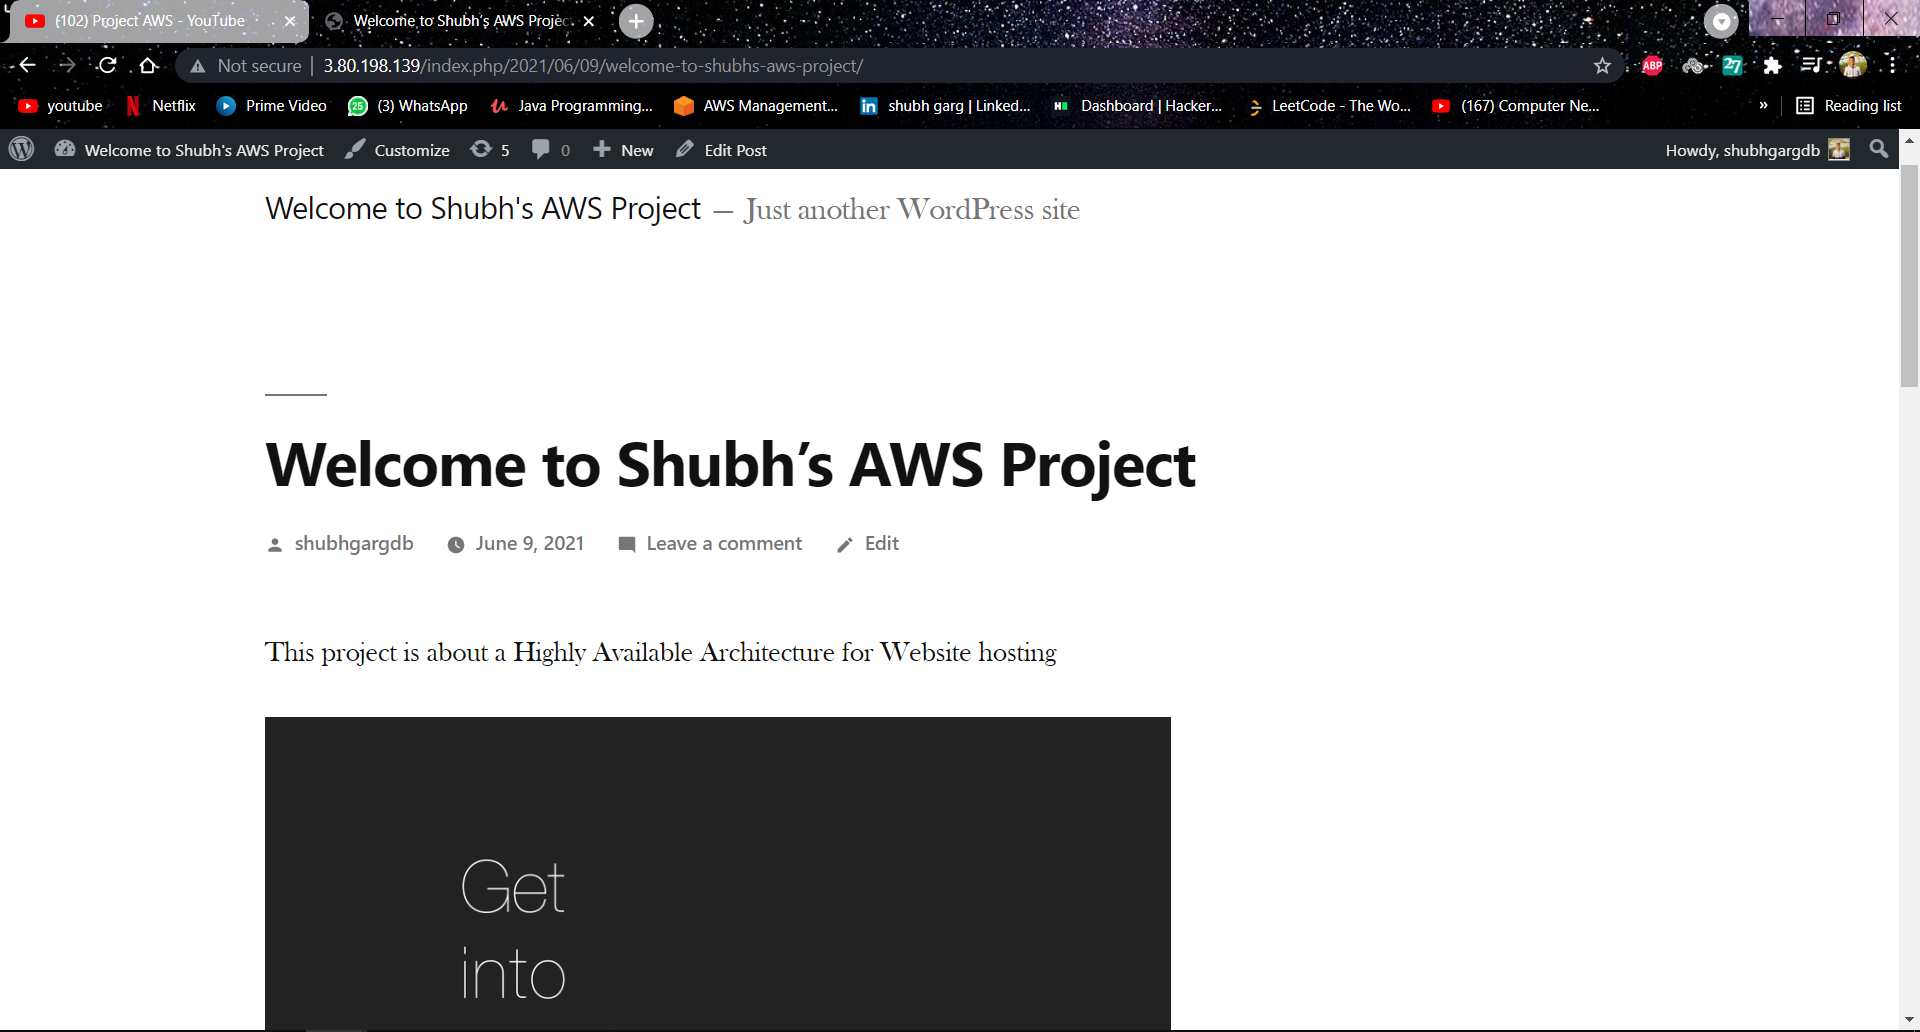 (102) Project AWS - YouTube
Welcome to Shubh's AWS Projec
Not secure | 3.80.198.139/index.php/2021/06/09/welcome-to-shubhs-aws-project/
ABP
27
youtube
Netflix
Prime Video
25
(3) WhatsApp
Java Programming...
AWS Management...
in
shubh garg | Linked...
Dashboard | Hacker...
LeetCode - The Wo...
(167) Computer Ne...
»
Reading list
Welcome to Shubh's AWS Project
Customize
5
0
New
Edit Post
Howdy, shubhgargdb
Welcome to Shubh's AWS Project — Just another WordPress site
Welcome to Shubh’s AWS Project
shubhgargdb
June 9, 2021
Leave a comment
Edit
This project is about a Highly Available Architecture for Website hosting
Get
into